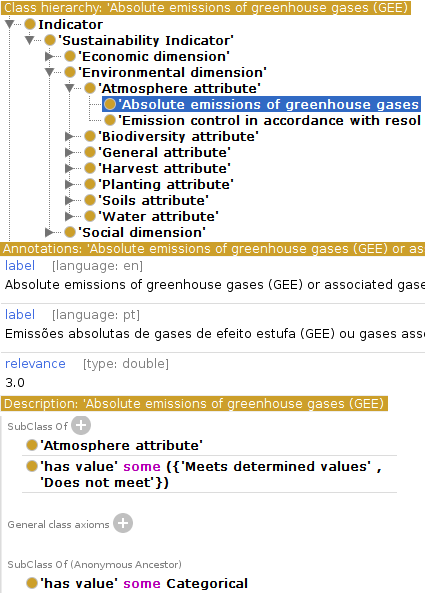 Class hierarchy: 'Absolute emissions of greenhouse gases (GEE)
Indicator
'Sustainability Indicator'
'Economic dimension'
'Environmental dimension'
'Atmosphere attribute'
'Absolute emissions of greenhouse gases
'Emission control in accordance with resol
'Biodiversity attribute'
'General attribute'
'Harvest attribute'
'Planting attribute'
'Soils attribute'
'Water attribute'
'Social dimension'
Annotations: 'Absolute emissions of greenhouse gases (GEE) or as
label [language: en]
Absolute emissions of greenhouse gases (GEE) or associated gase
label [language: pt]
Emissões absolutas de gases de efeito estufa (GEE) ou gases asso
relevance [type: double]
3.0
Description: 'Absolute emissions of greenhouse gases (GEE)
SubClass Of
'Atmosphere attribute'
'has value' some ({'Meets determined values' ,
'Does not meet'})
General class axioms
SubClass Of (Anonymous Ancestor)
'has value' some Categorical